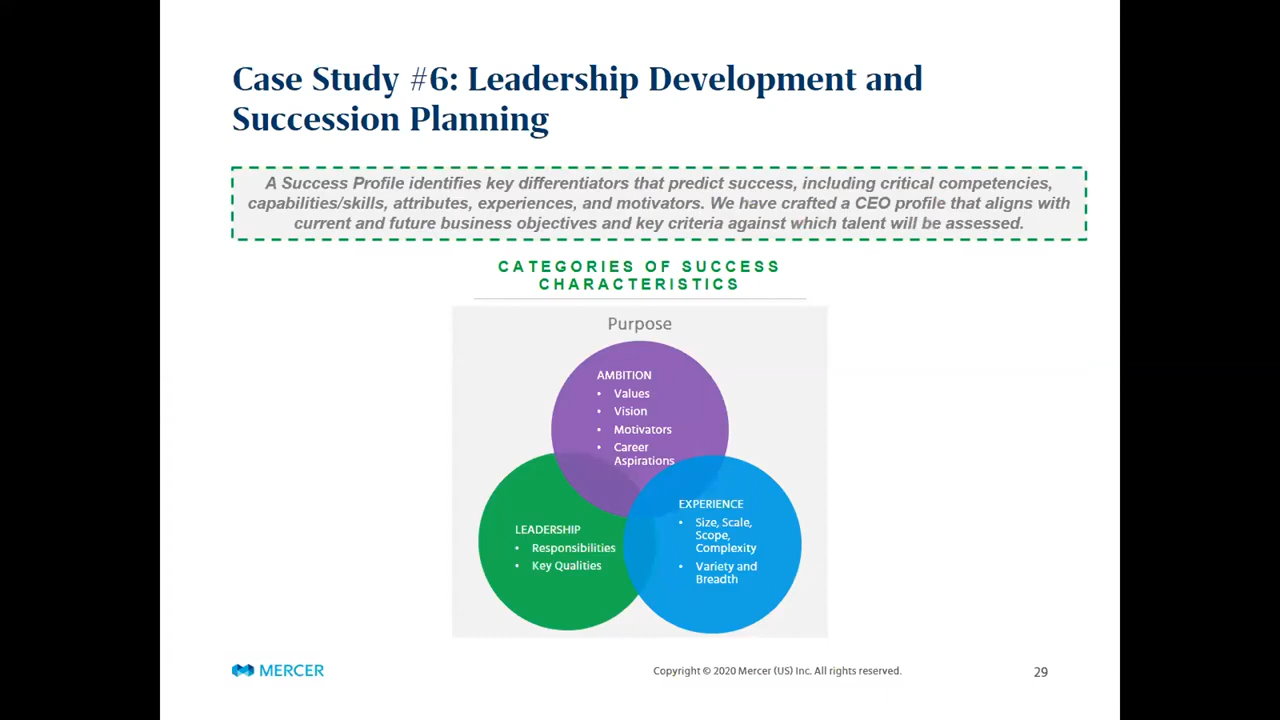 Case Study #6: Leadership Development and
Succession Planning
A Success Profile identifies key differentiators that predict success, including critical competencies,
capabilities/skills, attributes, experiences, and motivators. We have crafted a CEO profile that aligns with
current and future business objectives and key criteria against which talent will be assessed.
CATEGORIES OF SUCCESS
CHARACTERISTICS
Purpose
AMBITION
• Values
• Vision
• Motivators
• Career
Aspirations
LEADERSHIP
• Responsibilities
• Key Qualities
EXPERIENCE
• Size, Scale,
Scope,
Complexity
• Variety and
Breadth
MERCER
Copyright © 2020 Mercer (US) Inc. All rights reserved.
29